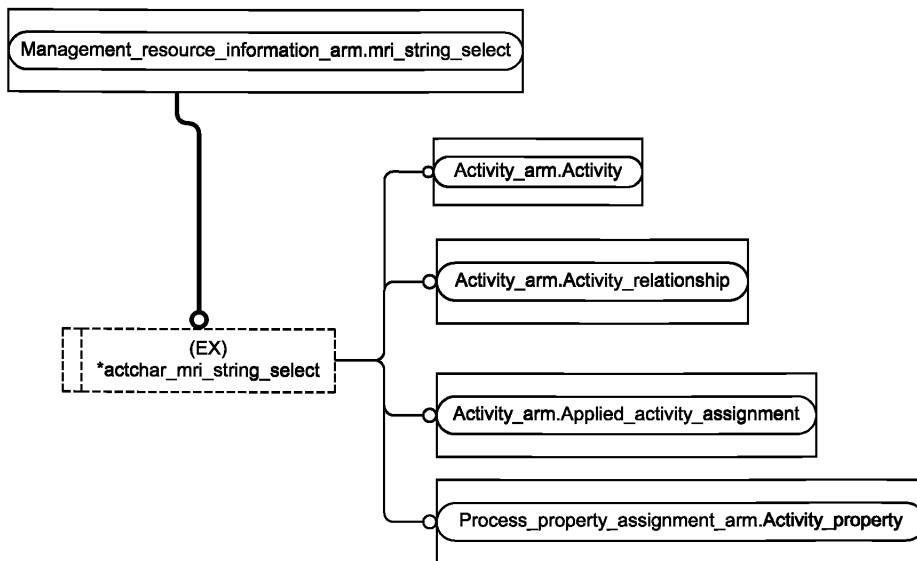 Management_resource_information_arm.mri_string_select
Activity_arm.Activity
Activity_arm.Activity_relationship
(EX)
*actchar_mri_string_select
Activity_arm.Applied_activity_assignment
Process_property_assignment_arm.Activity_property